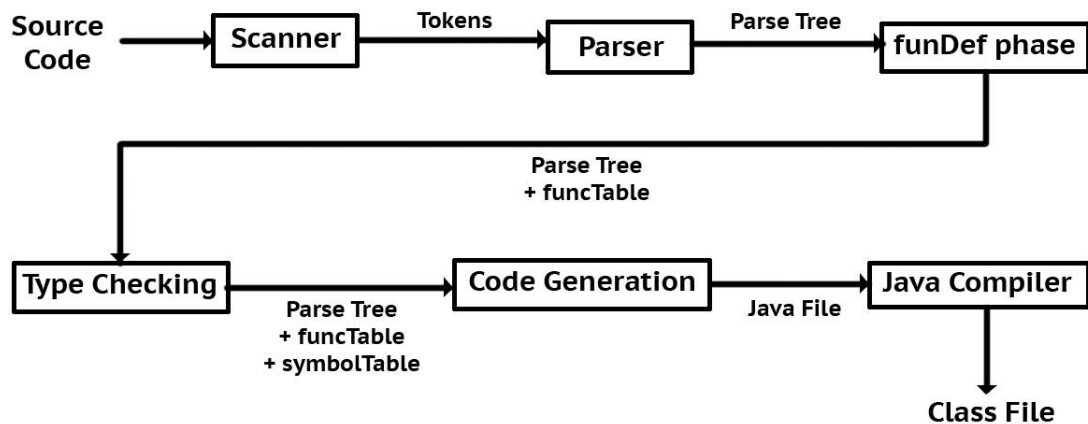 Source
Code
Scanner
Tokens
Parser
Parse Tree
funDef phase
Parse Tree
+ funcTable
Type Checking
Parse Tree
+ funcTable
+ symbolTable
Code Generation
Java File
Java Compiler
Class File